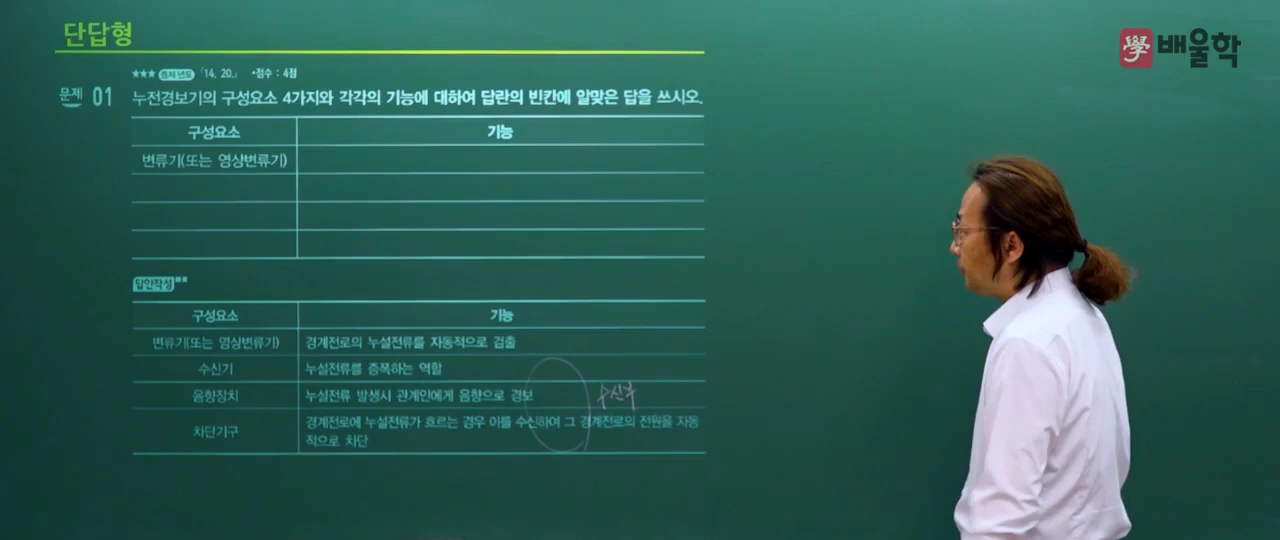 단답형
學 배울학
★★★ 출제년도 「14. 20.」 •점수 : 4점
문제 01 누전경보기의 구성요소 4가지와 각각의 기능에 대하여 답란의 빈칸에 알맞은 답을 쓰시오.
구성요소 기능
변류기(또는 영상변류기)
답안작성
구성요소 기능
변류기(또는 영상변류기) 경계전로의 누설전류를 자동적으로 검출
수신기 누설전류를 증폭하는 역할
음향장치 누설전류 발생시 관계인에게 음향으로 경보
수신부
차단기구 경계전로에 누설전류가 흐르는 경우 이를 수신하여 그 경계전로의 전원을 자동
적으로 차단